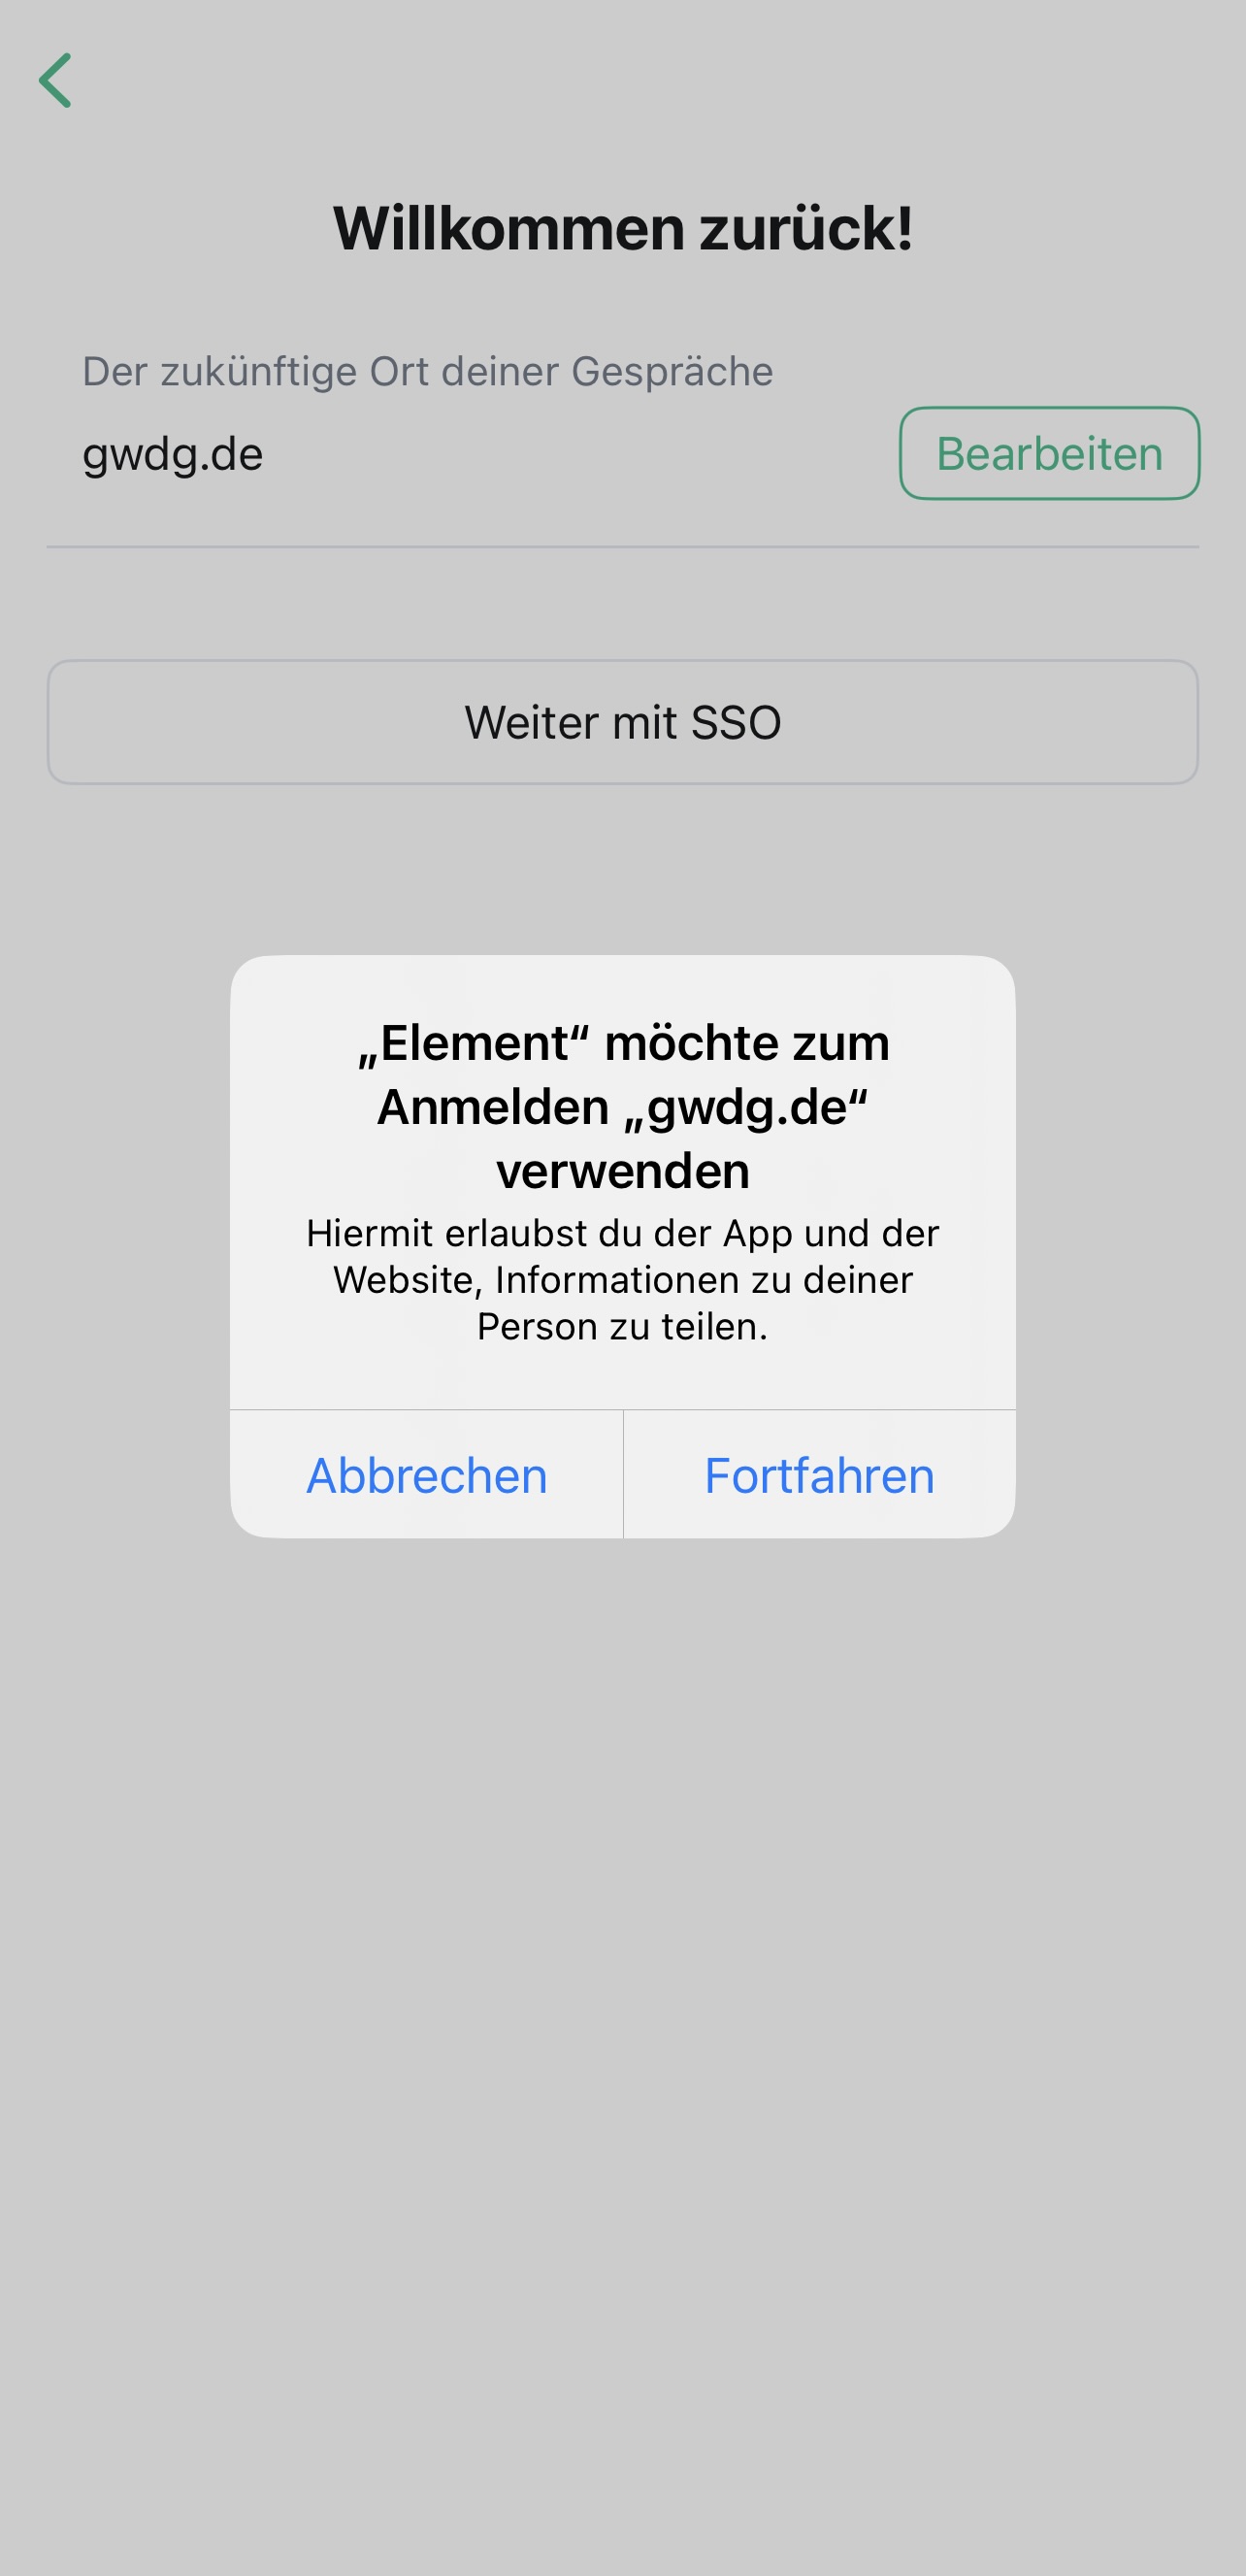 Willkommen zurück!
Der zukünftige Ort deiner Gespräche
gwdg.de
Bearbeiten
Weiter mit SSO
„Element“ möchte zum
Anmelden „gwdg.de“
verwenden
Hiermit erlaubst du der App und der
Website, Informationen zu deiner
Person zu teilen.
Abbrechen
Fortfahren